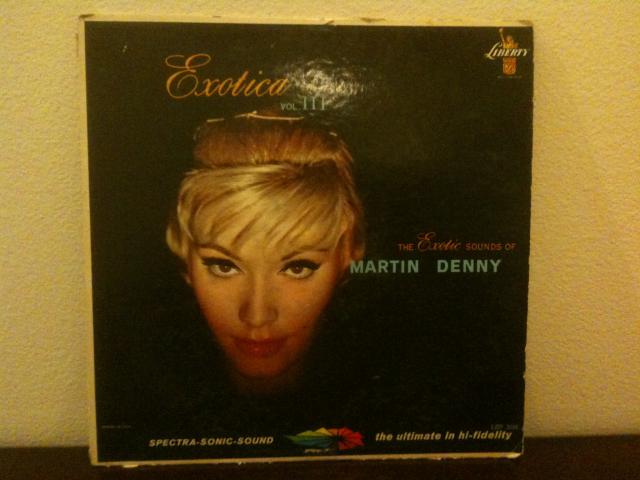 LIBERTY
Exotica
VOL. III
THE Exotic SOUNDS OF
MARTIN DENNY
SPECTRA-SONIC-SOUND
the ultimate in hi-fidelity